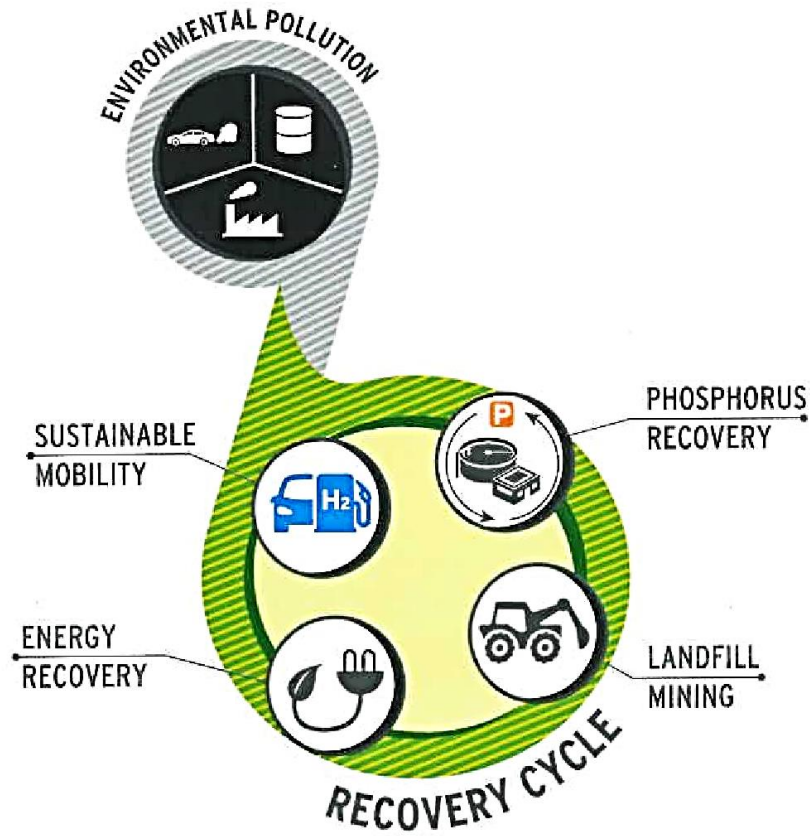 ENVIRONMENTAL POLLUTION
P
PHOSPHORUS
RECOVERY
SUSTAINABLE
MOBILITY
H2
ENERGY
RECOVERY
LANDFILL
MINING
RECOVERY CYCLE